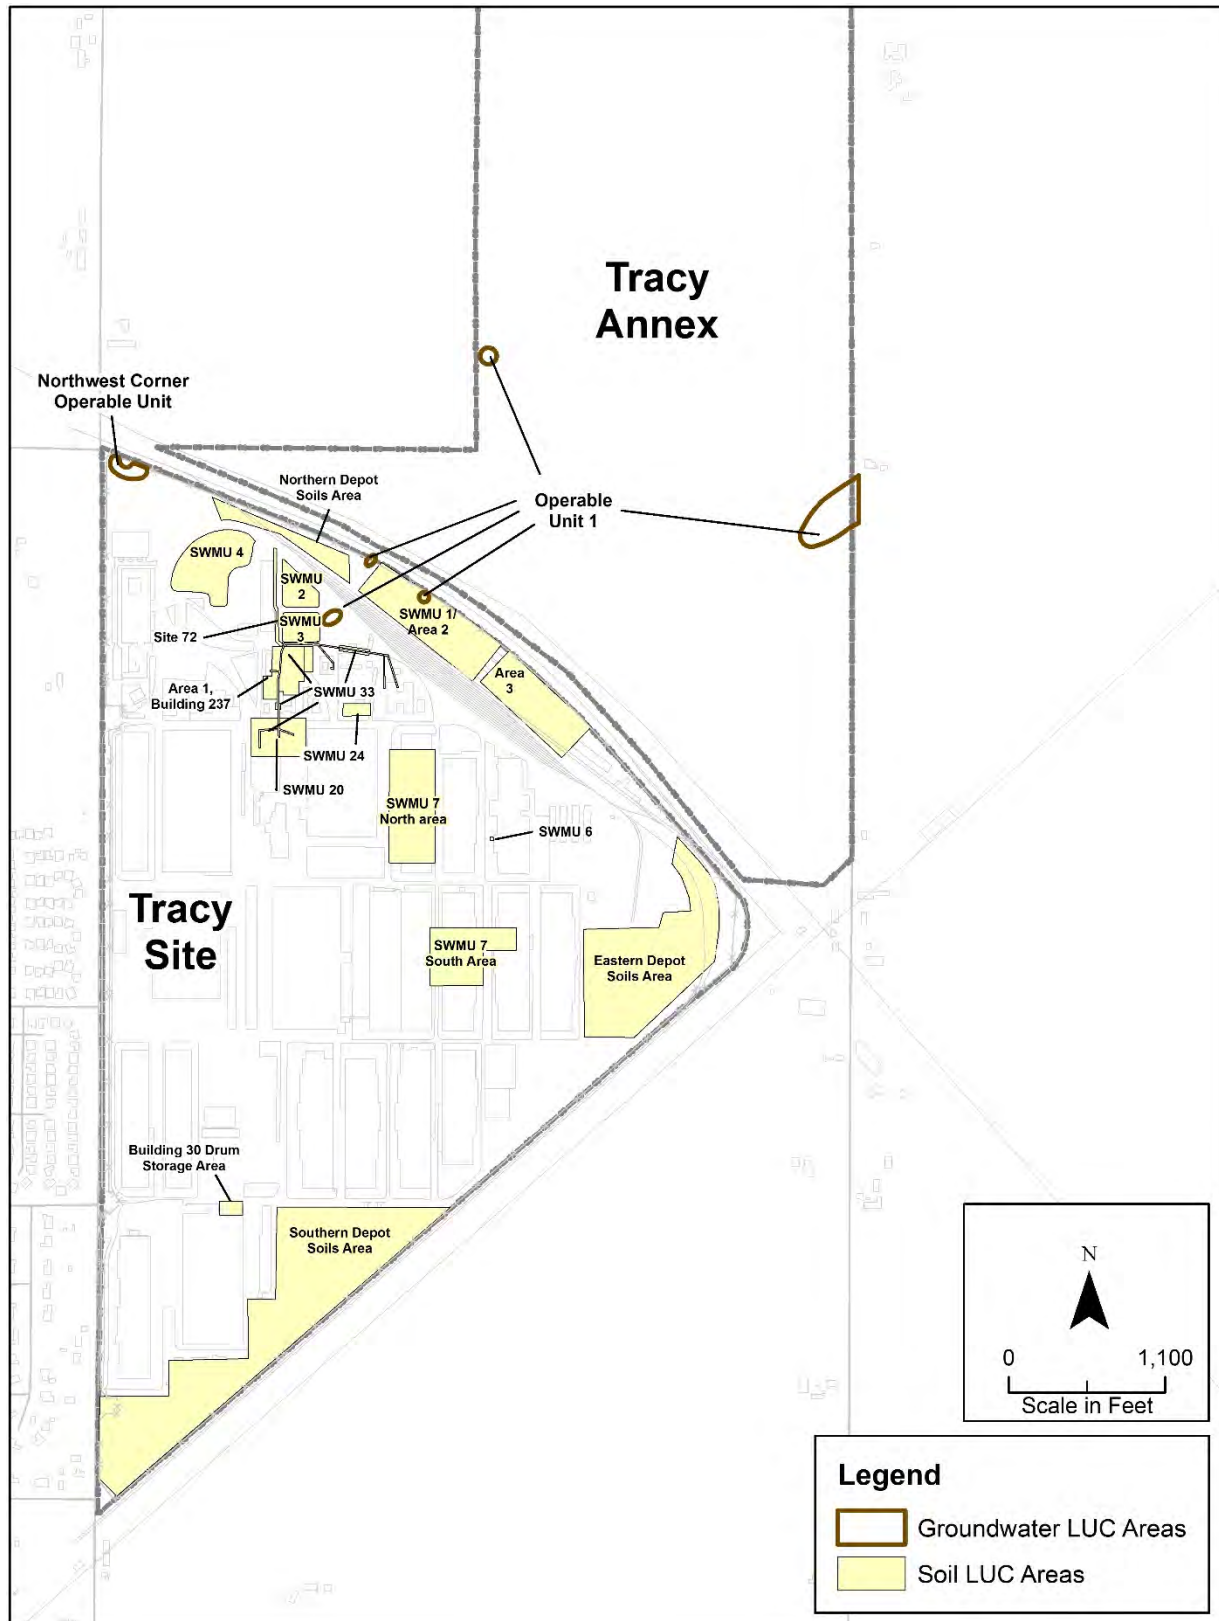 Tracy
Annex
Northwest Corner
Operable Unit
Northern Depot
Soils Area
Operable
Unit 1
SWMU 4
SWMU
2
SWMU 1/
Area 2
Site 72
SWMU
3
Area
3
Area 1,
Building 237
SWMU 33
SWMU 24
SWMU 20
SWMU 7
North area
SWMU 6
Tracy
Site
SWMU 7
South Area
Eastern Depot
Soils Area
Building 30 Drum
Storage Area
Southern Depot
Soils Area
N
0 1,100
Scale in Feet
Legend
Groundwater LUC Areas
Soil LUC Areas